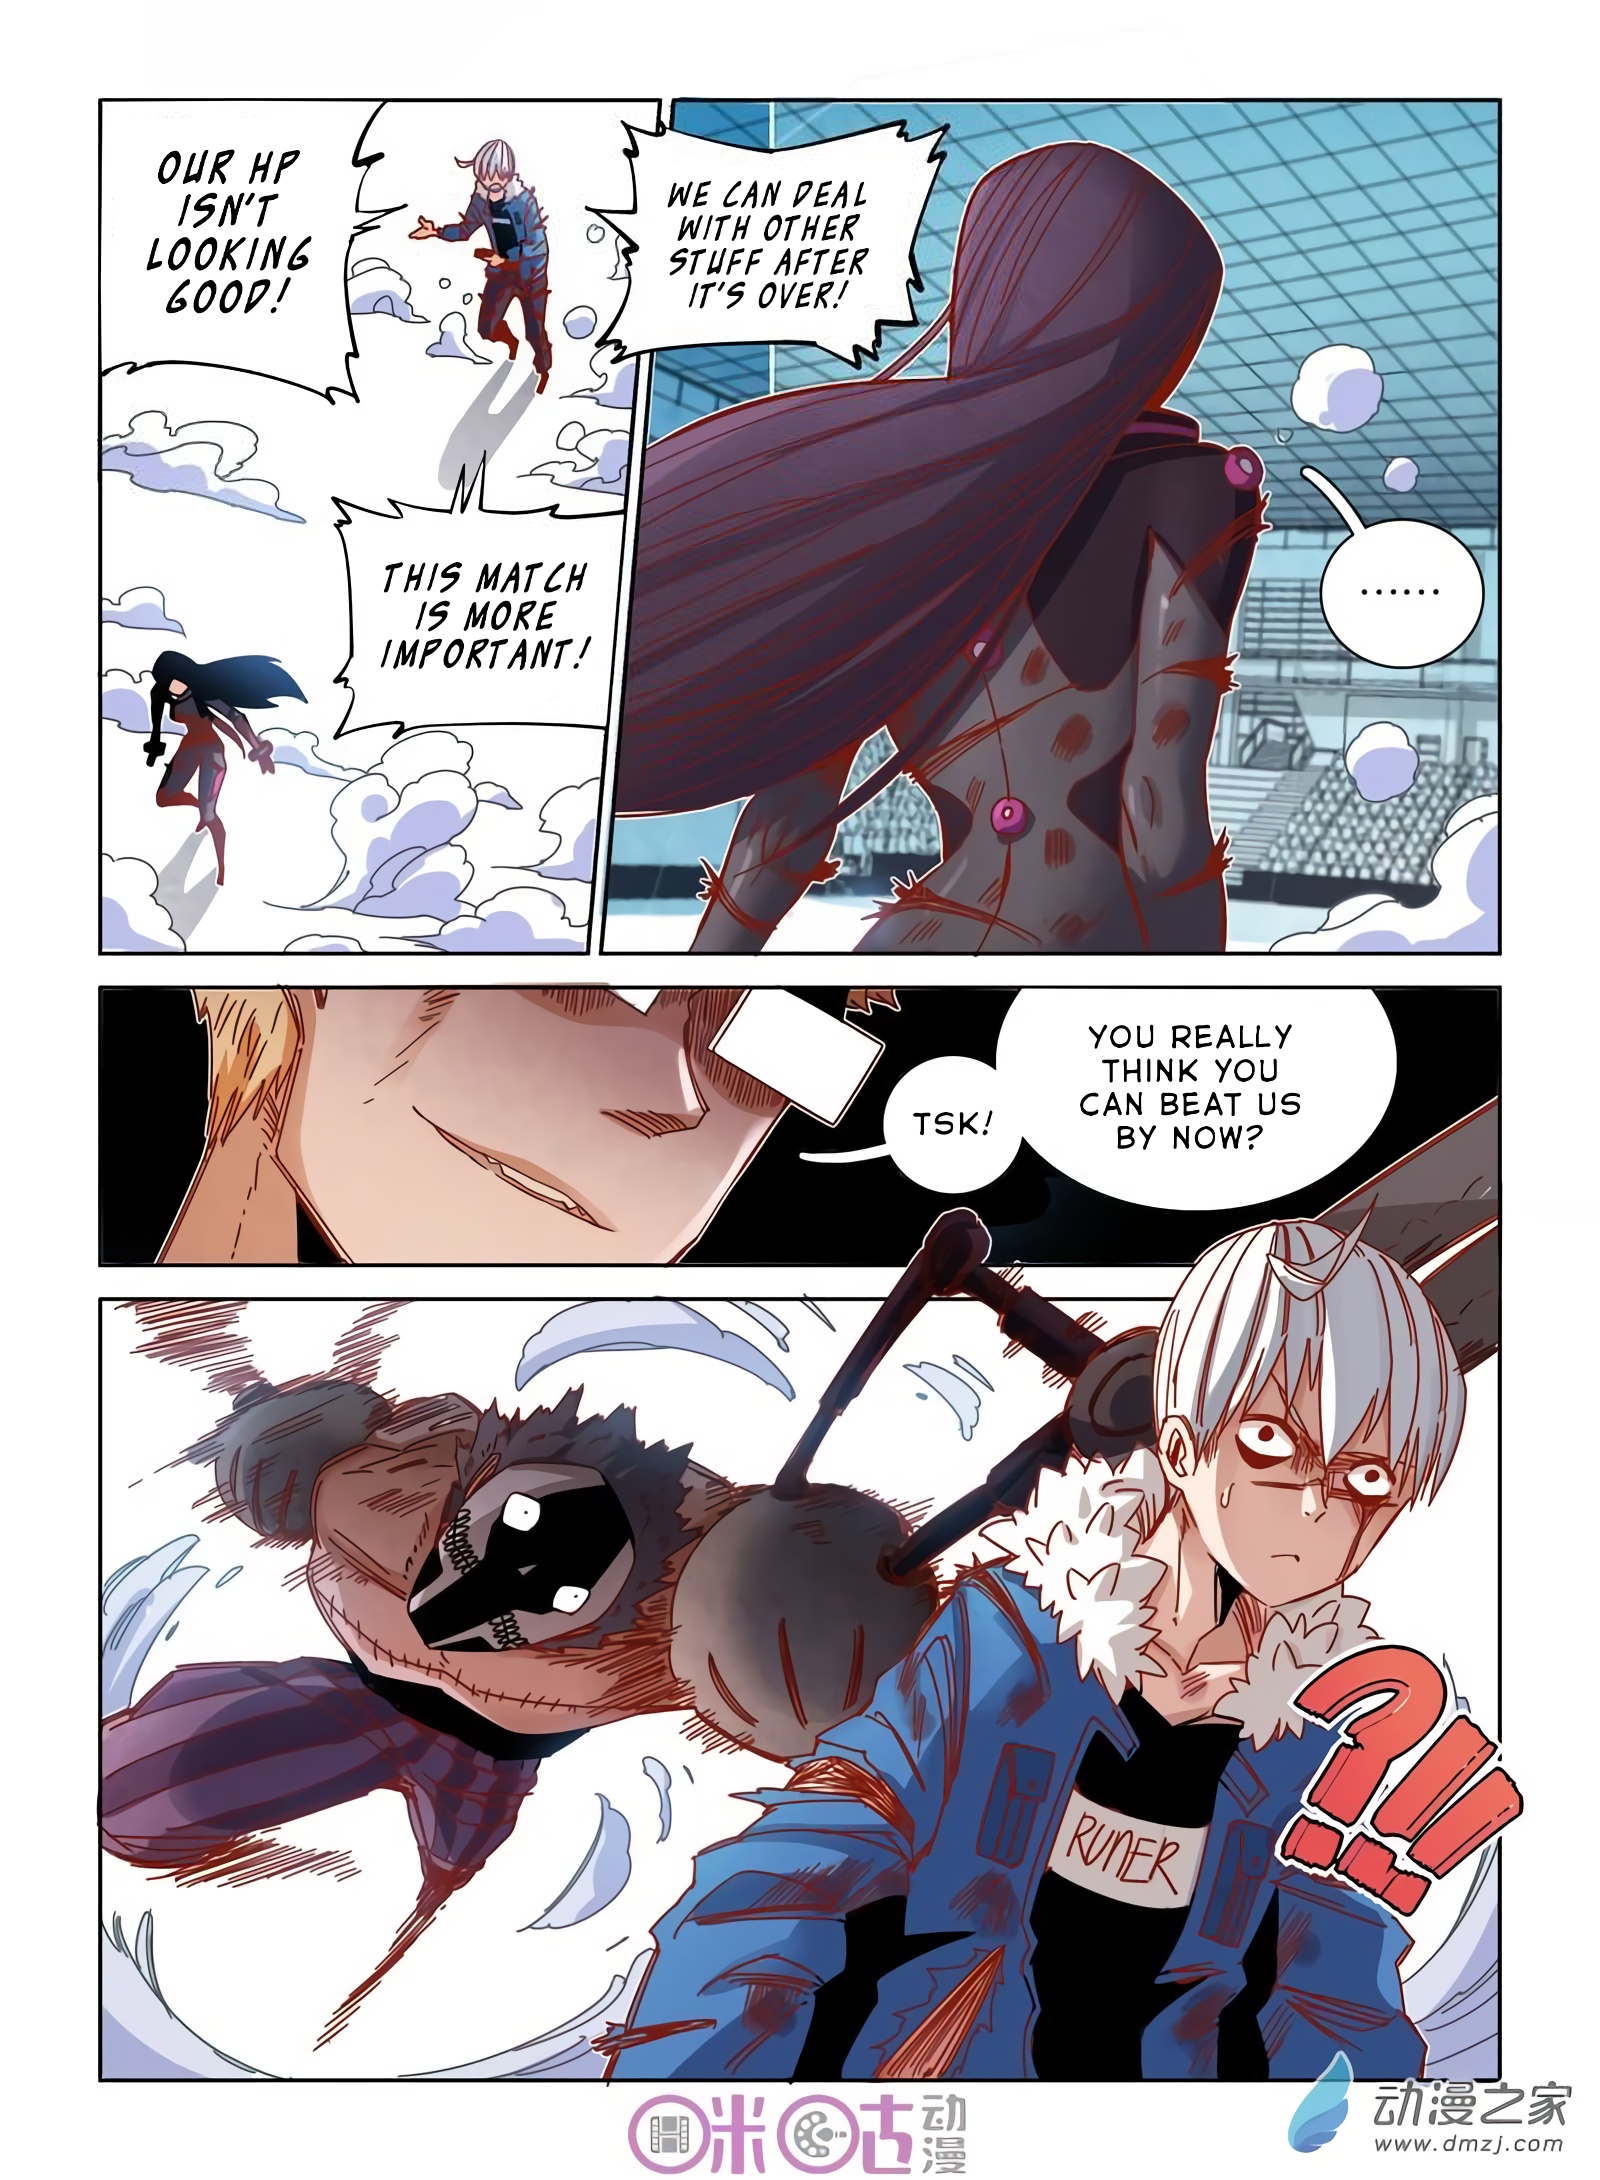 OUR HP
ISN'T
LOOKING
GOOD!
WE CAN DEAL
WITH OTHER
STUFF AFTER
IT'S OVER!
THIS MATCH
IS MORE
IMPORTANT!
......
TSK!
YOU REALLY
THINK YOU
CAN BEAT US
BY NOW?
RUNER
?!!
咪咕
动漫
动漫之家
www.dmzj.com